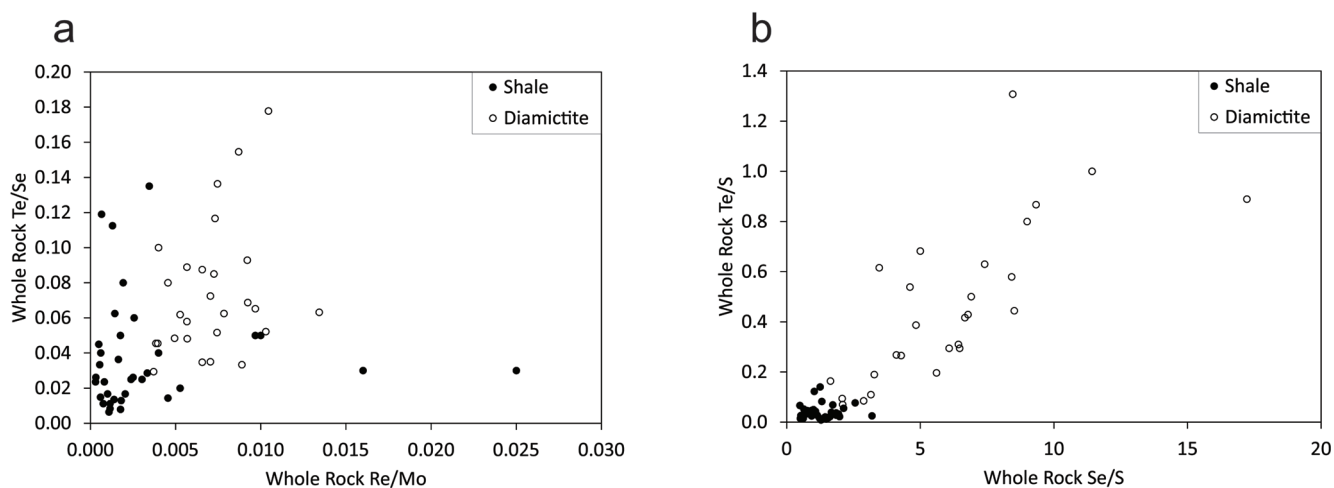 a
Whole Rock Te/Se
0.20
0.18
0.16
0.14
0.12
0.10
0.08
0.06
0.04
0.02
0.00
0.000 0.005 0.010 0.015 0.020 0.025 0.030
Whole Rock Re/Mo
Shale
Diamictite
b
Whole Rock Te/S
1.4
1.2
1.0
0.8
0.6
0.4
0.2
0.0
0 5 10 15 20
Whole Rock Se/S
Shale
Diamictite